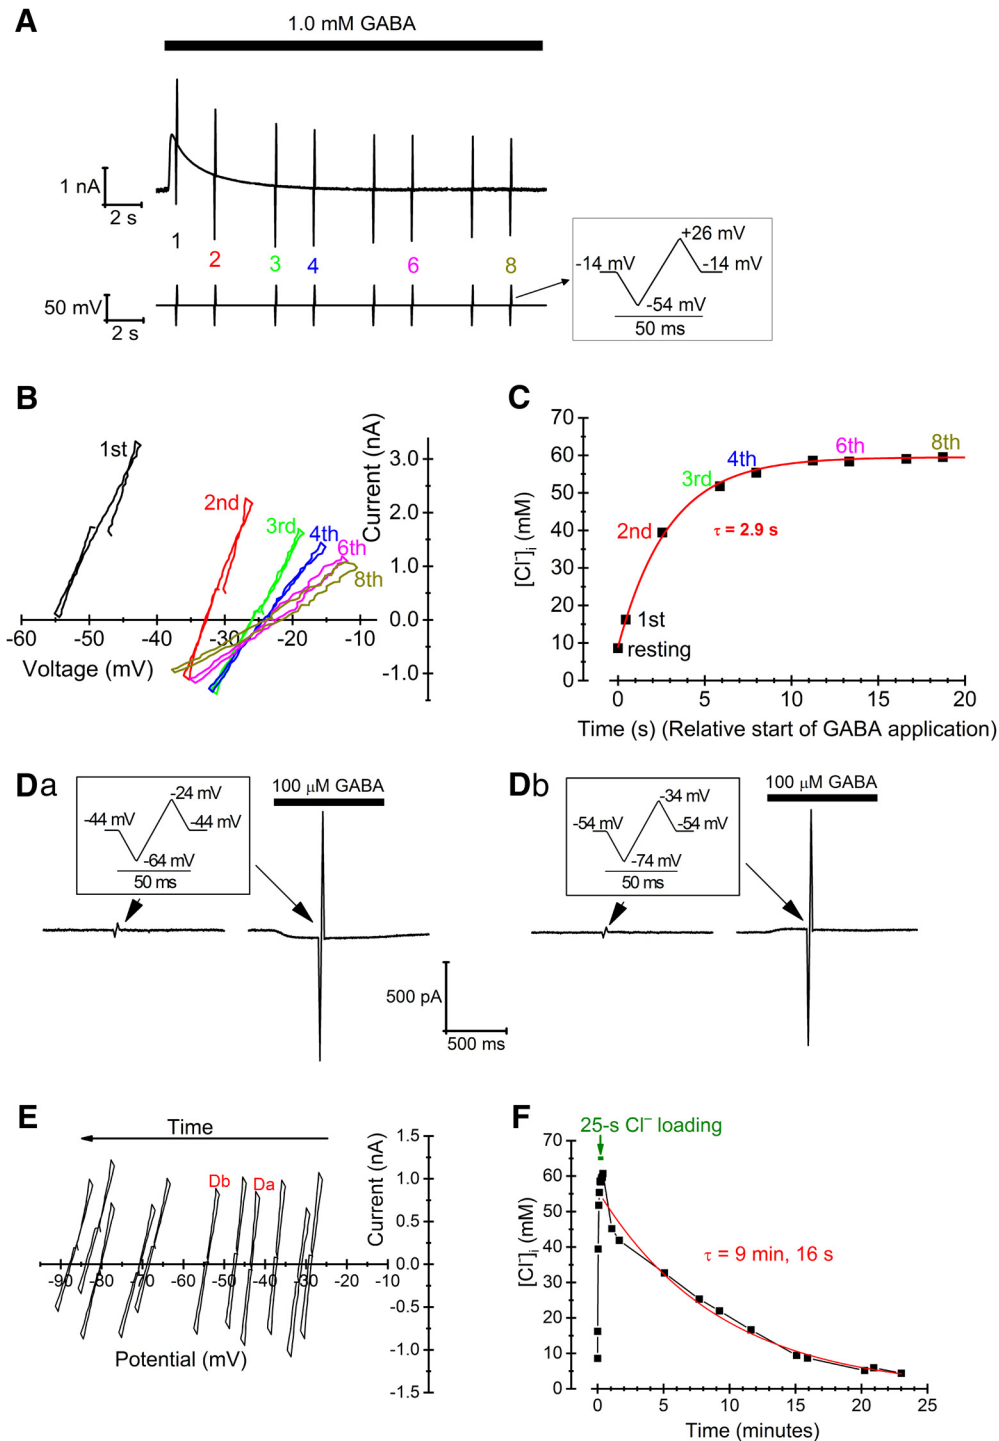 A
1.0 mM GABA
1 nA
2 s
1
2
3
4
6
8
50 mV
2 s
-14 mV
+26 mV
-14 mV
-54 mV
50 ms
B
1st
2nd
3rd
4th
6th
8th
Current (nA)
3.0
2.0
1.0
0.0
-1.0
-60
-50
-40
-30
-20
-10
Voltage (mV)
C
70
60
50
40
30
20
10
0
[Cl-]i (mM)
resting
1st
2nd
3rd
4th
6th
8th
τ = 2.9 s
0
5
10
15
20
Time (s) (Relative start of GABA application)
Da
-44 mV
-24 mV
-44 mV
-64 mV
50 ms
100 μM GABA
500 pA
500 ms
Db
-54 mV
-34 mV
-54 mV
-74 mV
50 ms
100 μM GABA
E
Time
Db
Da
Current (nA)
1.5
1.0
0.5
0.0
-0.5
-1.0
-1.5
-90
-80
-70
-60
-50
-40
-30
-20
-10
Potential (mV)
F
25-s Cl– loading
70
60
50
40
30
20
10
0
[Cl-]i (mM)
τ = 9 min, 16 s
0
5
10
15
20
25
Time (minutes)